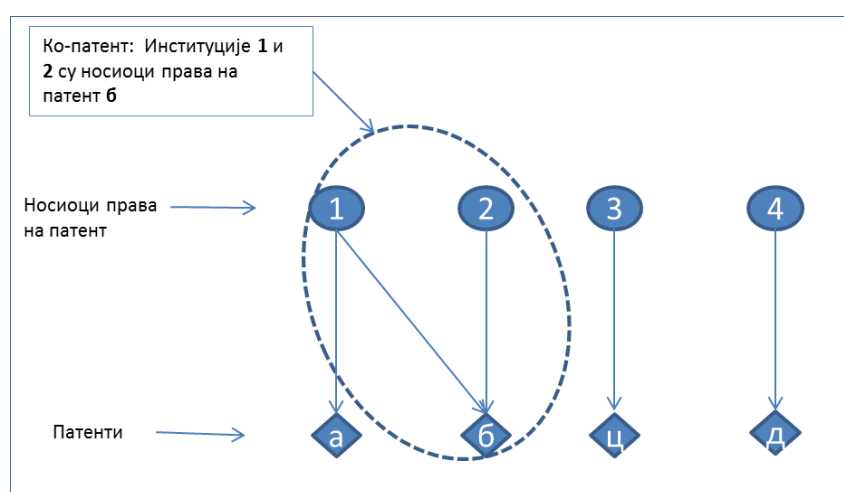 Ко-патент: Институције 1 и
2 су носиоци права на
патент б
1
2
3
4
Носиоци права
на патент
Патенти
а
б
ц
д